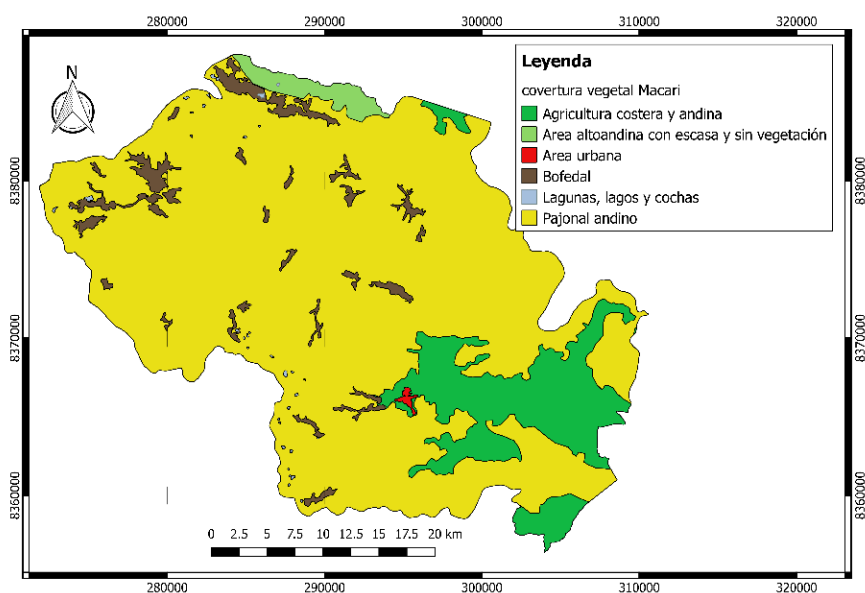 280000 290000 300000 310000 320000
N
Leyenda
covertura vegetal Macari
Agricultura costera y andina
Area altoandina con escasa y sin vegetación
Area urbana
Bofedal
Lagunas, lagos y cochas
Pajonal andino
8380000 8380000
8370000 8370000
8360000 8360000
0 2.5 5 7.5 10 12.5 15 17.5 20 km
280000 290000 300000 310000 320000